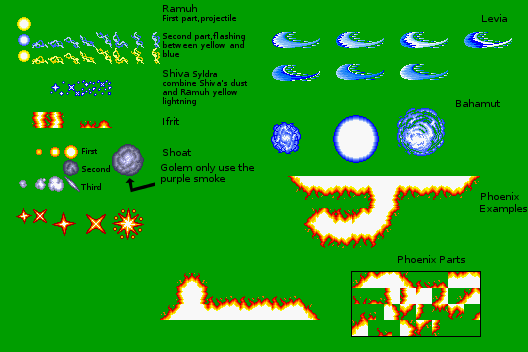 Ramuh
First part,projectile
Second part,flashing
between yellow and
blue
Shiva Syldra
combine Shiva's dust
and Ramuh yellow
lightning
Ifrit
First
Second
Third
Shoat
Golem only use the
purple smoke
Levia
Bahamut
Phoenix
Examples
Phoenix Parts